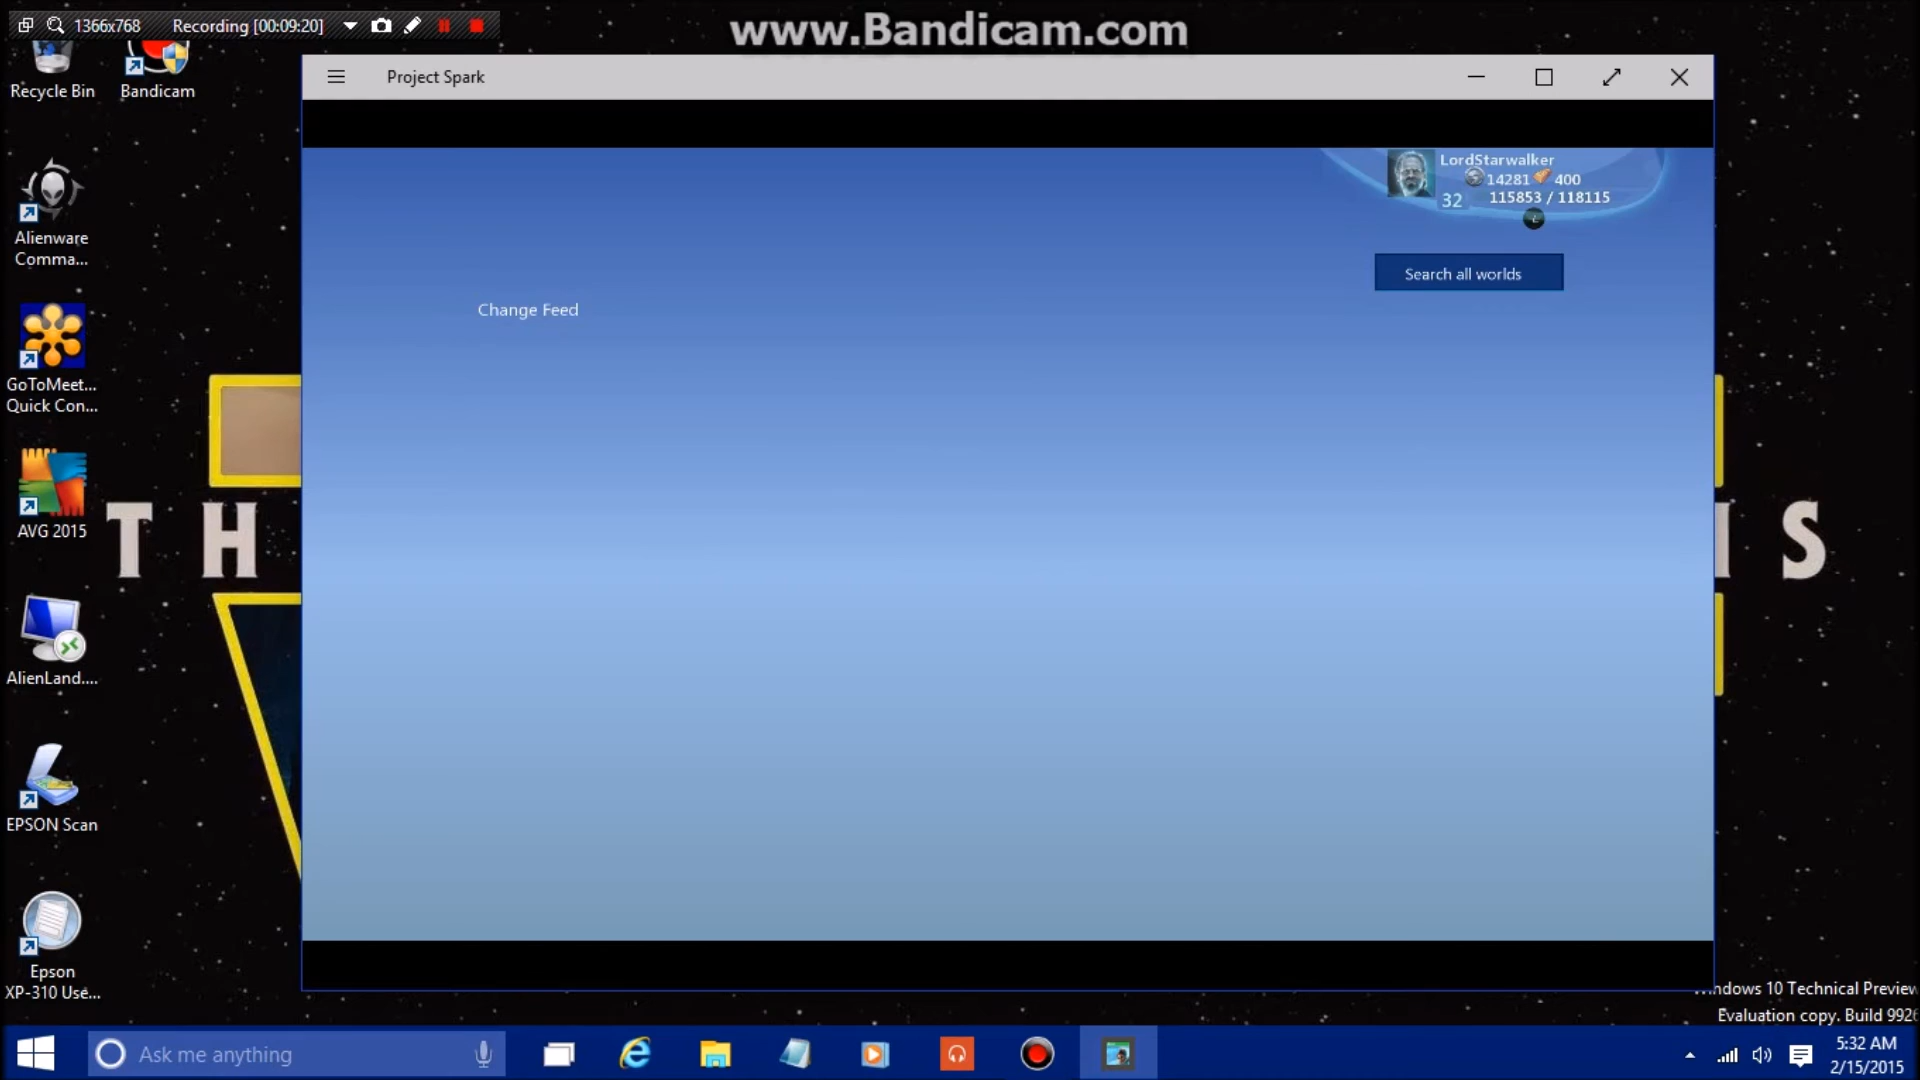 1366x768 Recording [00:09:20]
www.Bandicam.com
Recycle Bin
Bandicam
Project Spark
LordStarwalker
14281 400
32 115853 / 118115
Search all worlds
Change Feed
Alienware
Comma...
GoToMeet...
Quick Con...
AVG 2015
T H
S
AlienLand....
EPSON Scan
Epson
XP-310 Use...
Windows 10 Technical Preview
Evaluation copy. Build 992
Ask me anything
5:32 AM
2/15/2015